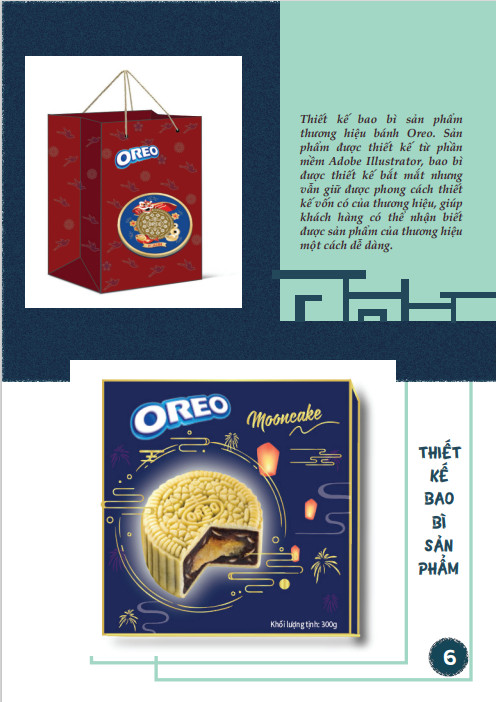 OREO
Thiết kế bao bì sản phẩm
thương hiệu bánh Oreo. Sản
phẩm được thiết kế từ phần
mềm Adobe Illustrator, bao bì
được thiết kế bắt mắt nhưng
vẫn giữ được phong cách thiết
kế vốn có của thương hiệu, giúp
khách hàng có thể nhận biết
được sản phẩm của thương hiệu
một cách dễ dàng.
OREO
Mooncake
Khối lượng tịnh: 300g
THIẾT
KẾ
BAO
BÌ
SẢN
PHẨM
6